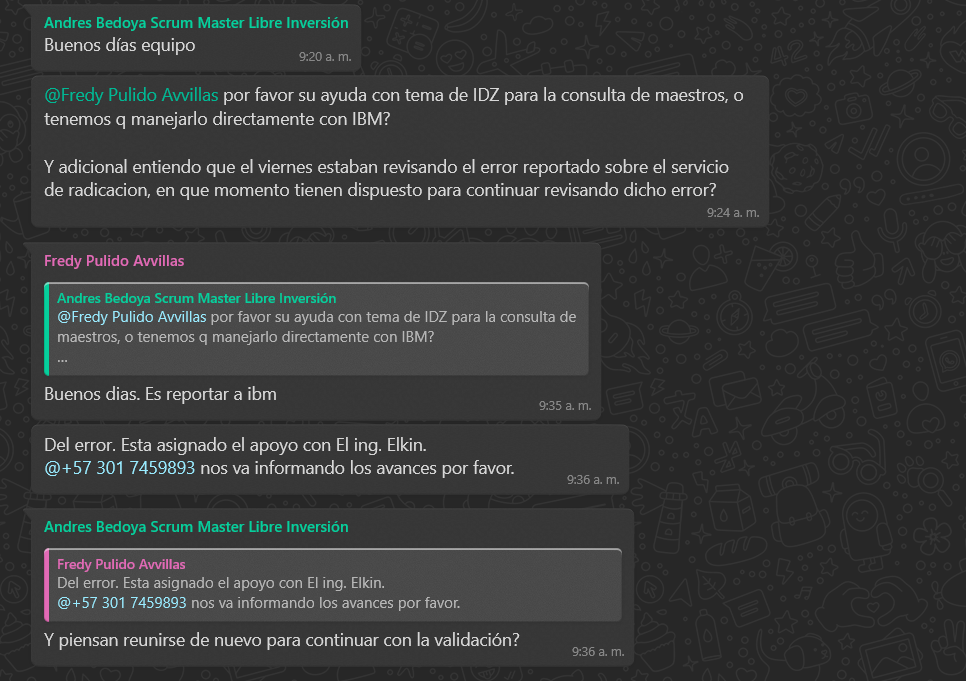 Andres Bedoya Scrum Master Libre Inversión
Buenos días equipo
9:20 a. m.
@Fredy Pulido Avvillas por favor su ayuda con tema de IDZ para la consulta de maestros, o
tenemos q manejarlo directamente con IBM?
Y adicional entiendo que el viernes estaban revisando el error reportado sobre el servicio
de radicacion, en que momento tienen dispuesto para continuar revisando dicho error?
9:24 a. m.
Fredy Pulido Avvillas
Andres Bedoya Scrum Master Libre Inversión
@Fredy Pulido Avvillas por favor su ayuda con tema de IDZ para la consulta de
maestros, o tenemos q manejarlo directamente con IBM?
...
Buenos dias. Es reportar a ibm
9:35 a. m.
Del error. Esta asignado el apoyo con El ing. Elkin.
@+57 301 7459893 nos va informando los avances por favor.
9:36 a. m.
Andres Bedoya Scrum Master Libre Inversión
Fredy Pulido Avvillas
Del error. Esta asignado el apoyo con El ing. Elkin.
@+57 301 7459893 nos va informando los avances por favor.
Y piensan reunirse de nuevo para continuar con la validación?
9:36 a. m.